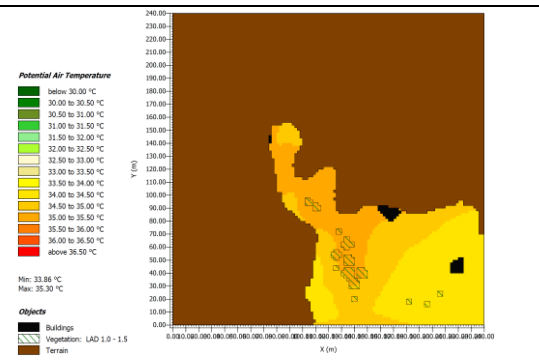 Potential Air Temperature
below 30.00 °C
30.00 to 30.50 °C
30.50 to 31.00 °C
31.00 to 31.50 °C
31.50 to 32.00 °C
32.00 to 32.50 °C
32.50 to 33.00 °C
33.00 to 33.50 °C
33.50 to 34.00 °C
34.00 to 34.50 °C
34.50 to 35.00 °C
35.00 to 35.50 °C
35.50 to 36.00 °C
36.00 to 36.50 °C
above 36.50 °C
Min: 33.86 °C
Max: 35.30 °C
Objects
Buildings
Vegetation: LAD 1.0 - 1.5
Terrain
240.00
230.00
220.00
210.00
200.00
190.00
180.00
170.00
160.00
150.00
140.00
130.00
120.00
110.00
100.00
90.00
80.00
70.00
60.00
50.00
40.00
30.00
20.00
10.00
0.00
Y (m)
X (m)